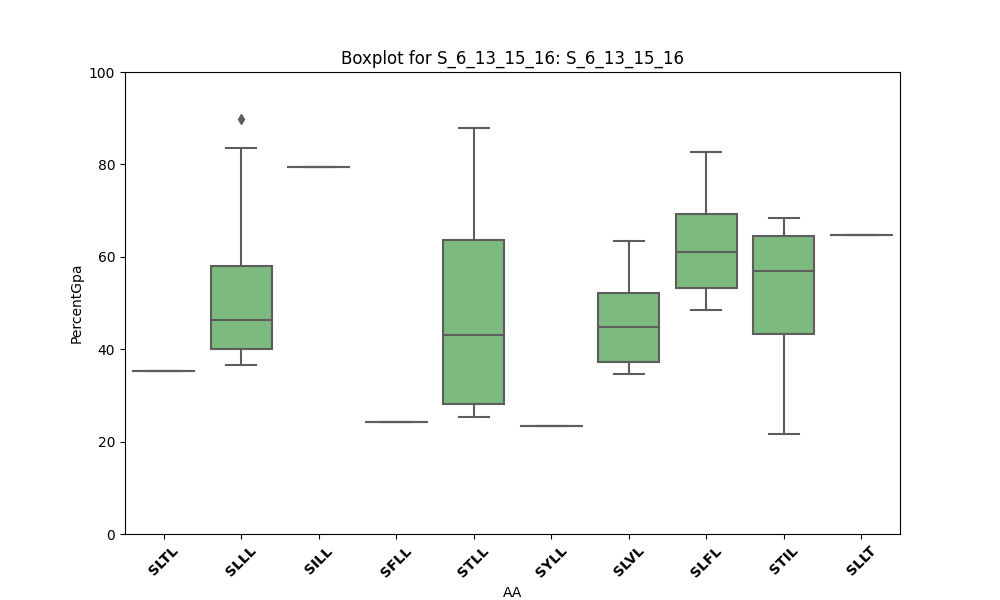 Boxplot for S_6_13_15_16: S_6_13_15_16
100
80
60
40
20
0
PercentGpa
SLTL SLLL SILL SFLL STLL SYLL SLVL SLFL STIL SLLT
AA